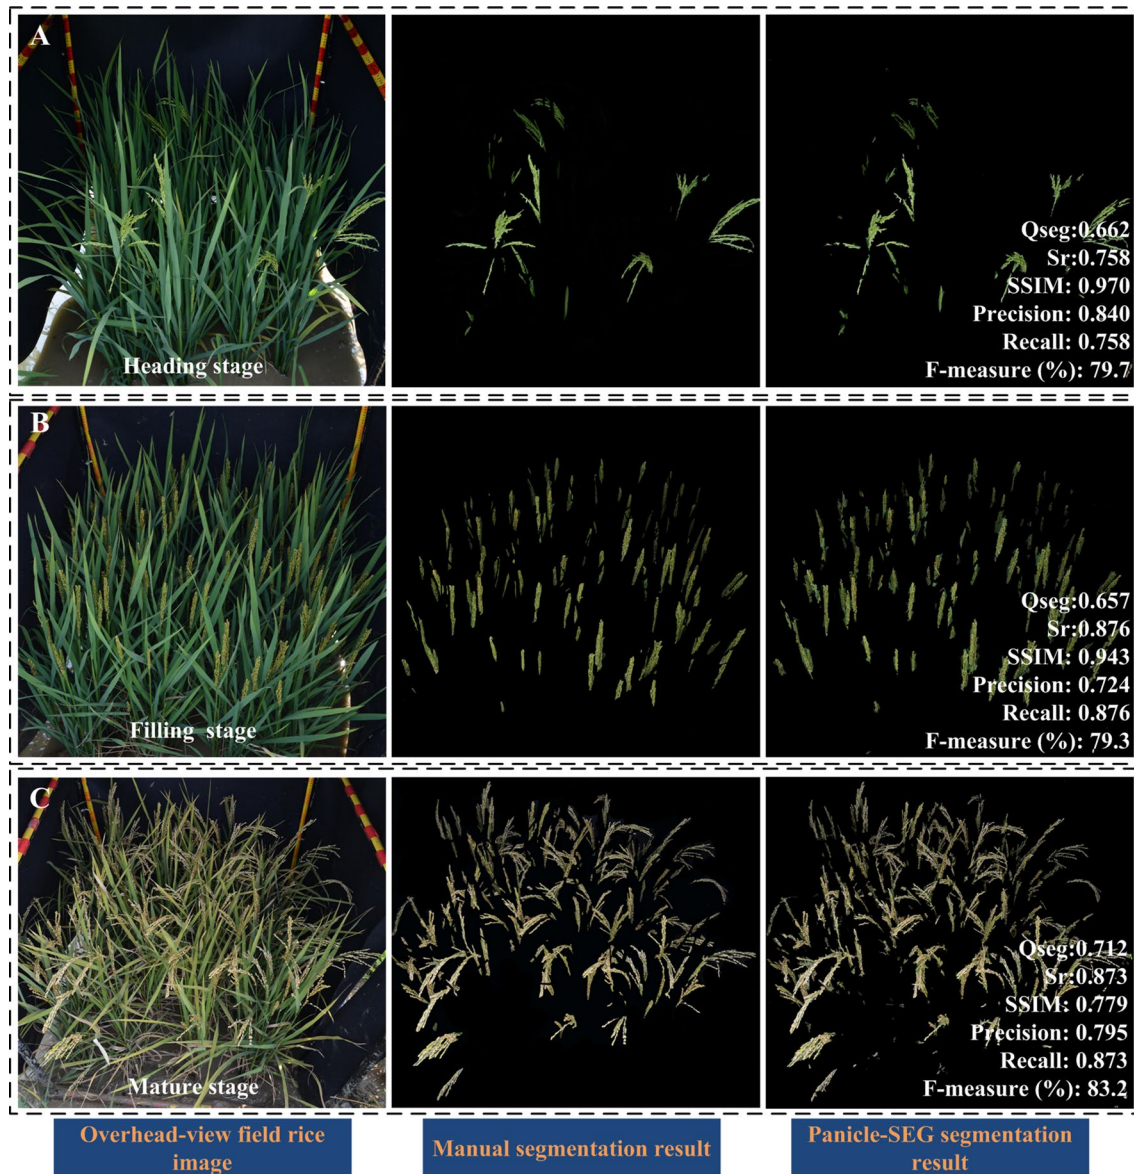 A
Heading stage
Qseg:0.662
Sr:0.758
SSIM: 0.970
Precision: 0.840
Recall: 0.758
F-measure (%): 79.7
B
Filling stage
Qseg:0.657
Sr:0.876
SSIM: 0.943
Precision: 0.724
Recall: 0.876
F-measure (%): 79.3
C
Mature stage
Qseg:0.712
Sr:0.873
SSIM: 0.779
Precision: 0.795
Recall: 0.873
F-measure (%): 83.2
Overhead-view field rice
image
Manual segmentation result
Panicle-SEG segmentation
result